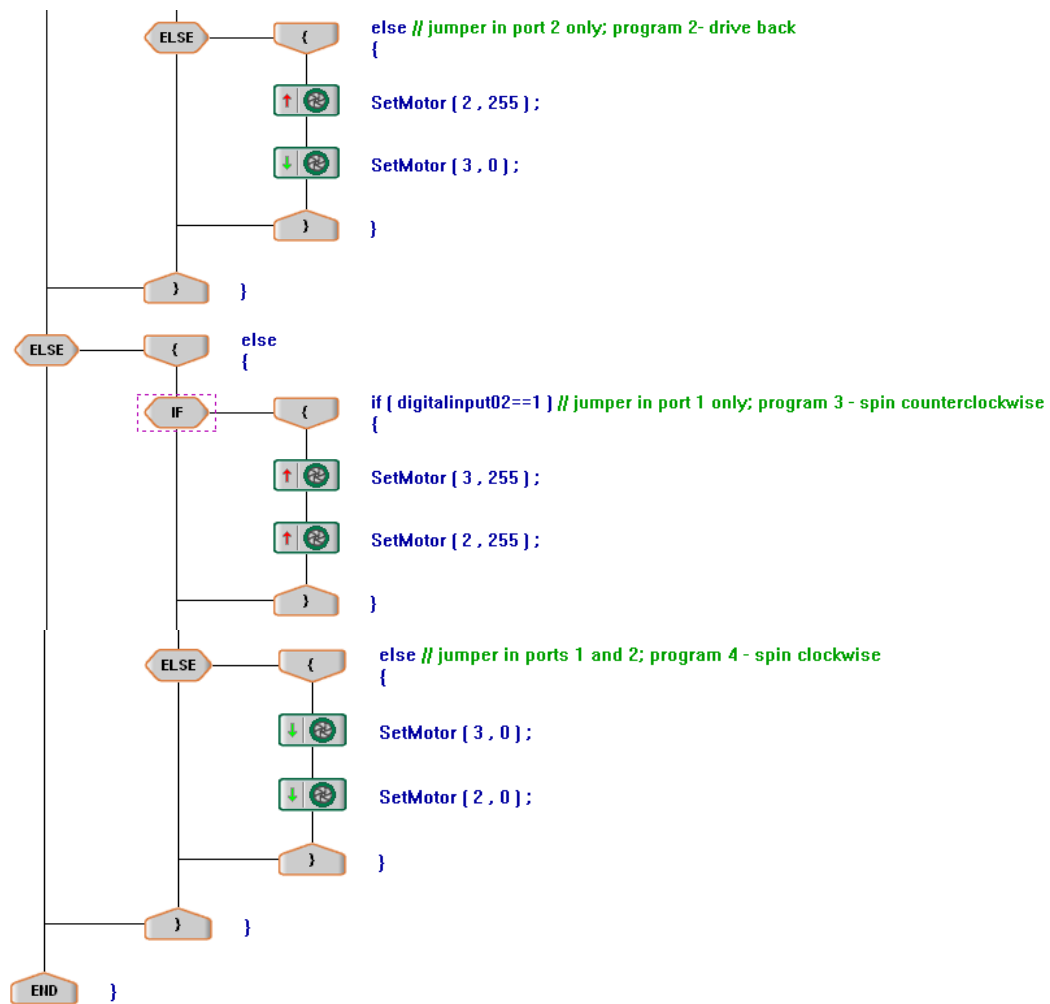 ELSE { else // jumper in port 2 only; program 2- drive back
{
SetMotor ( 2 , 255 ) ;
SetMotor ( 3 , 0 ) ;
} }
} }
ELSE { else
{
IF { if ( digitalinput02==1 ) // jumper in port 1 only; program 3 - spin counterclockwise
{
SetMotor ( 3 , 255 ) ;
SetMotor ( 2 , 255 ) ;
} }
ELSE { else // jumper in ports 1 and 2; program 4 - spin clockwise
{
SetMotor ( 3 , 0 ) ;
SetMotor ( 2 , 0 ) ;
} }
} }
END }